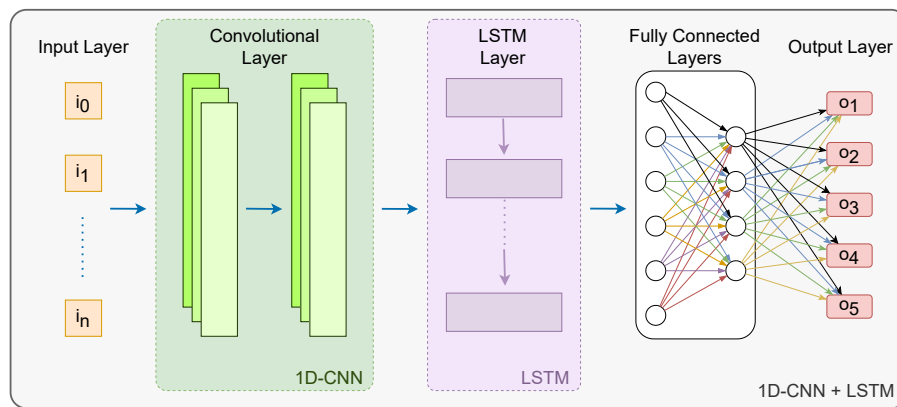 Input Layer
i0
i1
in
Convolutional
Layer
1D-CNN
LSTM
Layer
LSTM
Fully Connected
Layers
Output Layer
o1
o2
o3
o4
o5
1D-CNN + LSTM